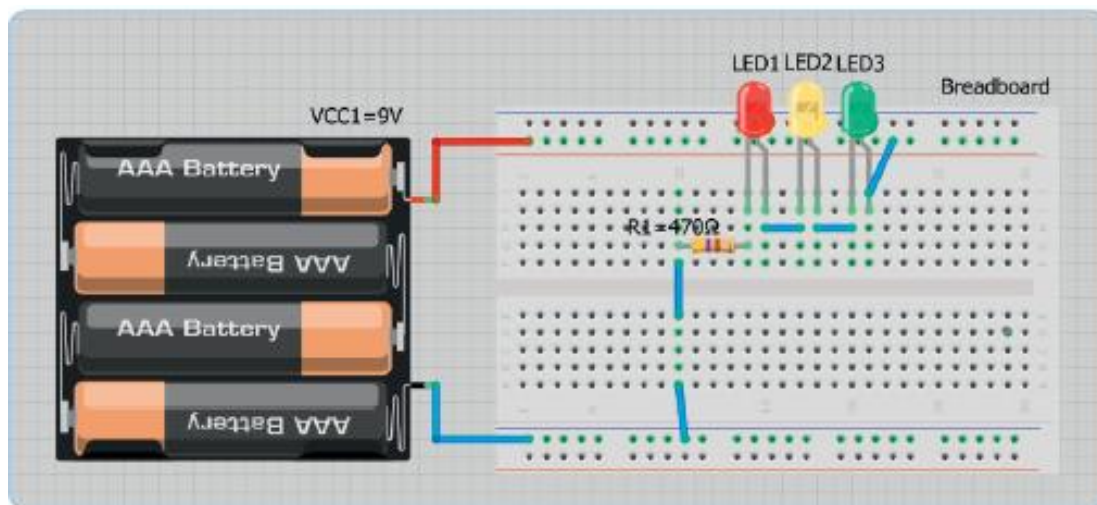 LED1 LED2 LED3
Breadboard
VCC1=9V
AAA Battery
AAA Battery
R1=470Ω
AAA Battery
AAA Battery